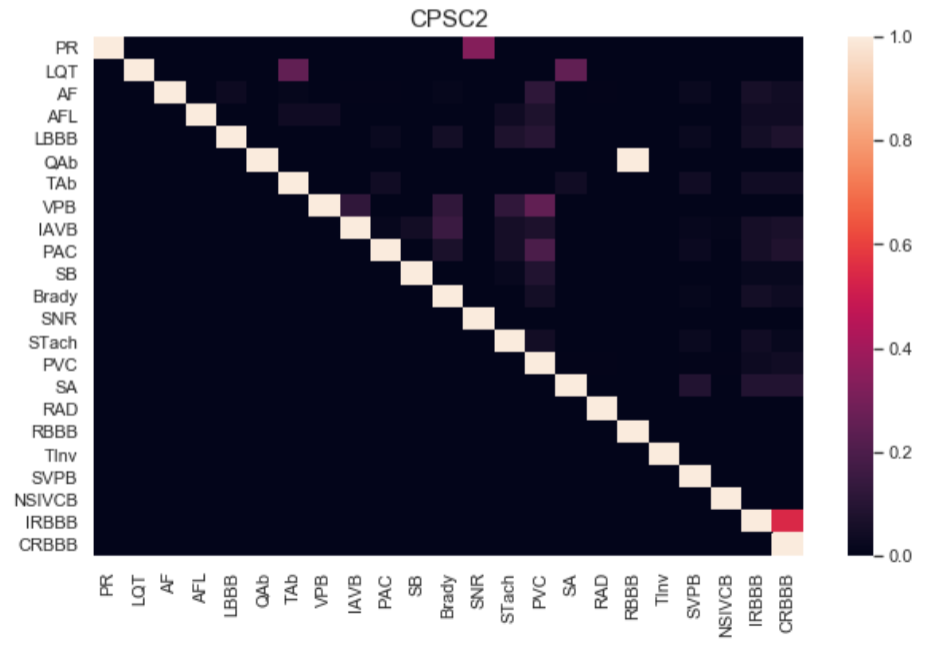 CPSC2
PR
LQT
AF
AFL
LBBB
QAb
TAb
VPB
IAVB
PAC
SB
Brady
SNR
STach
PVC
SA
RAD
RBBB
TInv
SVPB
NSIVCB
IRBBB
CRBBB
PR
LQT
AF
AFL
LBBB
QAb
TAb
VPB
IAVB
PAC
SB
Brady
SNR
STach
PVC
SA
RAD
RBBB
TInv
SVPB
NSIVCB
IRBBB
CRBBB
1.0
0.8
0.6
0.4
0.2
0.0